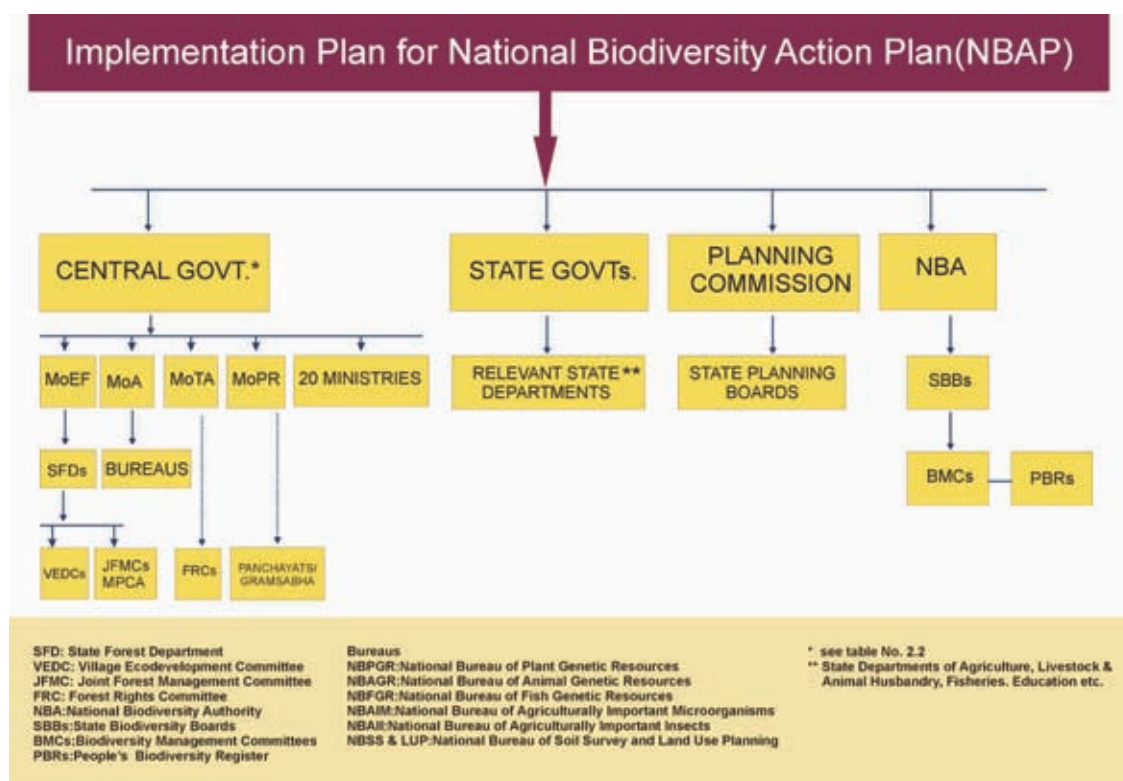 Implementation Plan for National Biodiversity Action Plan(NBAP)
CENTRAL GOVT.*
STATE GOVTs.
PLANNING
COMMISSION
NBA
MoEF
MoA
MoTA
MoPR
20 MINISTRIES
RELEVANT STATE**
DEPARTMENTS
STATE PLANNING
BOARDS
SBBs
SFDs
BUREAUS
BMCs
PBRs
VEDCs
JFMCs
MPCA
FRCs
PANCHAYATS/
GRAMSABHA
SFD: State Forest Department
VEDC: Village Ecodevelopment Committee
JFMC: Joint Forest Management Committee
FRC: Forest Rights Committee
NBA:National Biodiversity Authority
SBBs:State Biodiversity Boards
BMCs:Biodiversity Management Committees
PBRs:People's Biodiversity Register
Bureaus
NBPGR:National Bureau of Plant Genetic Resources
NBAGR:National Bureau of Animal Genetic Resources
NBFGR:National Bureau of Fish Genetic Resources
NBAIM:National Bureau of Agriculturally Important Microorganisms
NBAII:National Bureau of Agriculturally Important Insects
NBSS & LUP:National Bureau of Soil Survey and Land Use Planning
* see table No. 2.2
** State Departments of Agriculture, Livestock &
Animal Husbandry, Fisheries. Education etc.